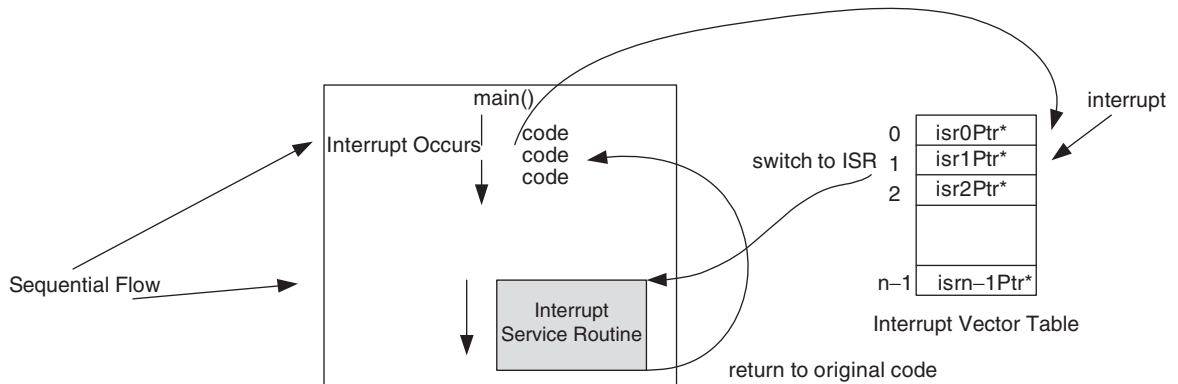 main()
interrupt
Interrupt Occurs
code
code
code
0 isr0Ptr*
switch to ISR 1 isr1Ptr*
2 isr2Ptr*
Sequential Flow
n–1 isrn–1Ptr*
Interrupt
Service Routine
Interrupt Vector Table
return to original code